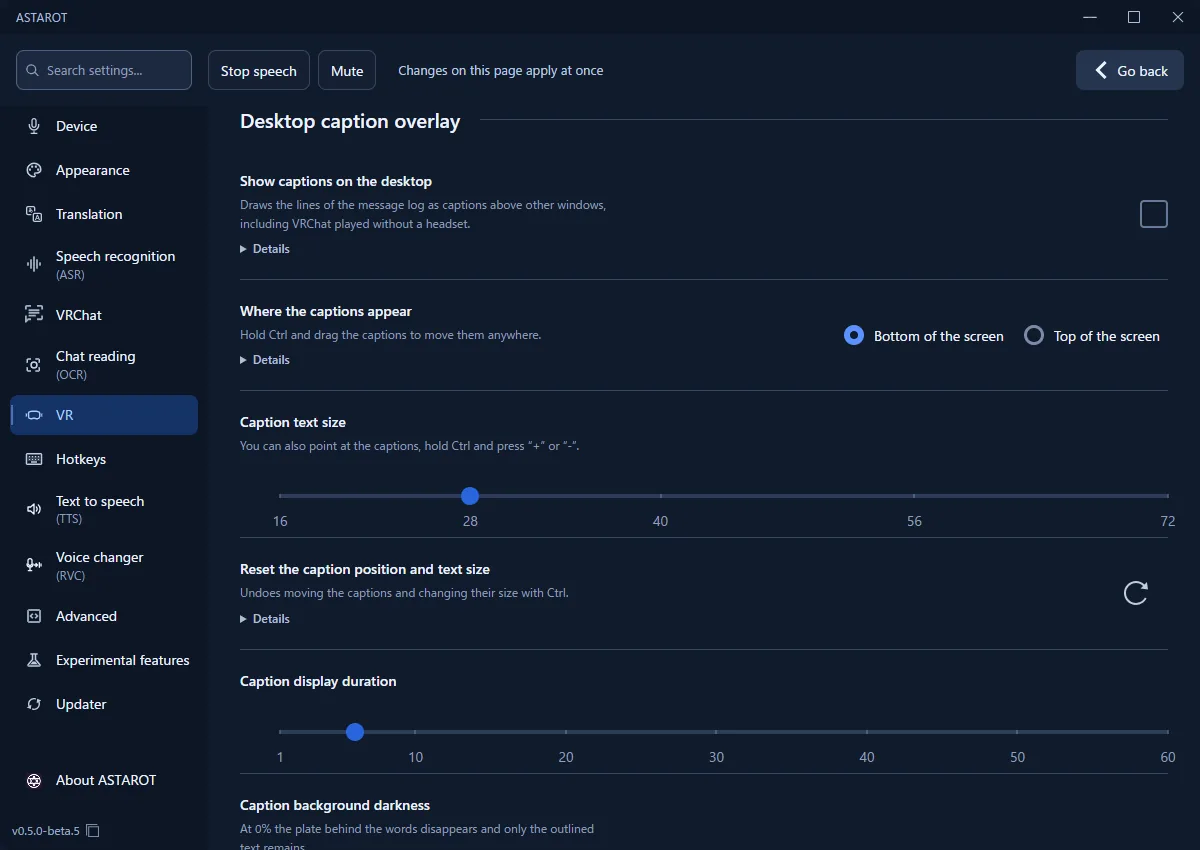 ASTAROT
Search settings...
Stop speech
Mute
Changes on this page apply at once
Go back
Device
Appearance
Translation
Speech recognition
(ASR)
VRChat
Chat reading
(OCR)
VR
Hotkeys
Text to speech
(TTS)
Voice changer
(RVC)
Advanced
Experimental features
Updater
About ASTAROT
v0.5.0-beta.5
Desktop caption overlay
Show captions on the desktop
Draws the lines of the message log as captions above other windows,
including VRChat played without a headset.
Details
Where the captions appear
Hold Ctrl and drag the captions to move them anywhere.
Details
Bottom of the screen
Top of the screen
Caption text size
You can also point at the captions, hold Ctrl and press “+” or “-”.
16 28 40 56 72
Reset the caption position and text size
Undoes moving the captions and changing their size with Ctrl.
Details
Caption display duration
1 10 20 30 40 50 60
Caption background darkness
At 0% the plate behind the words disappears and only the outlined
text remains.